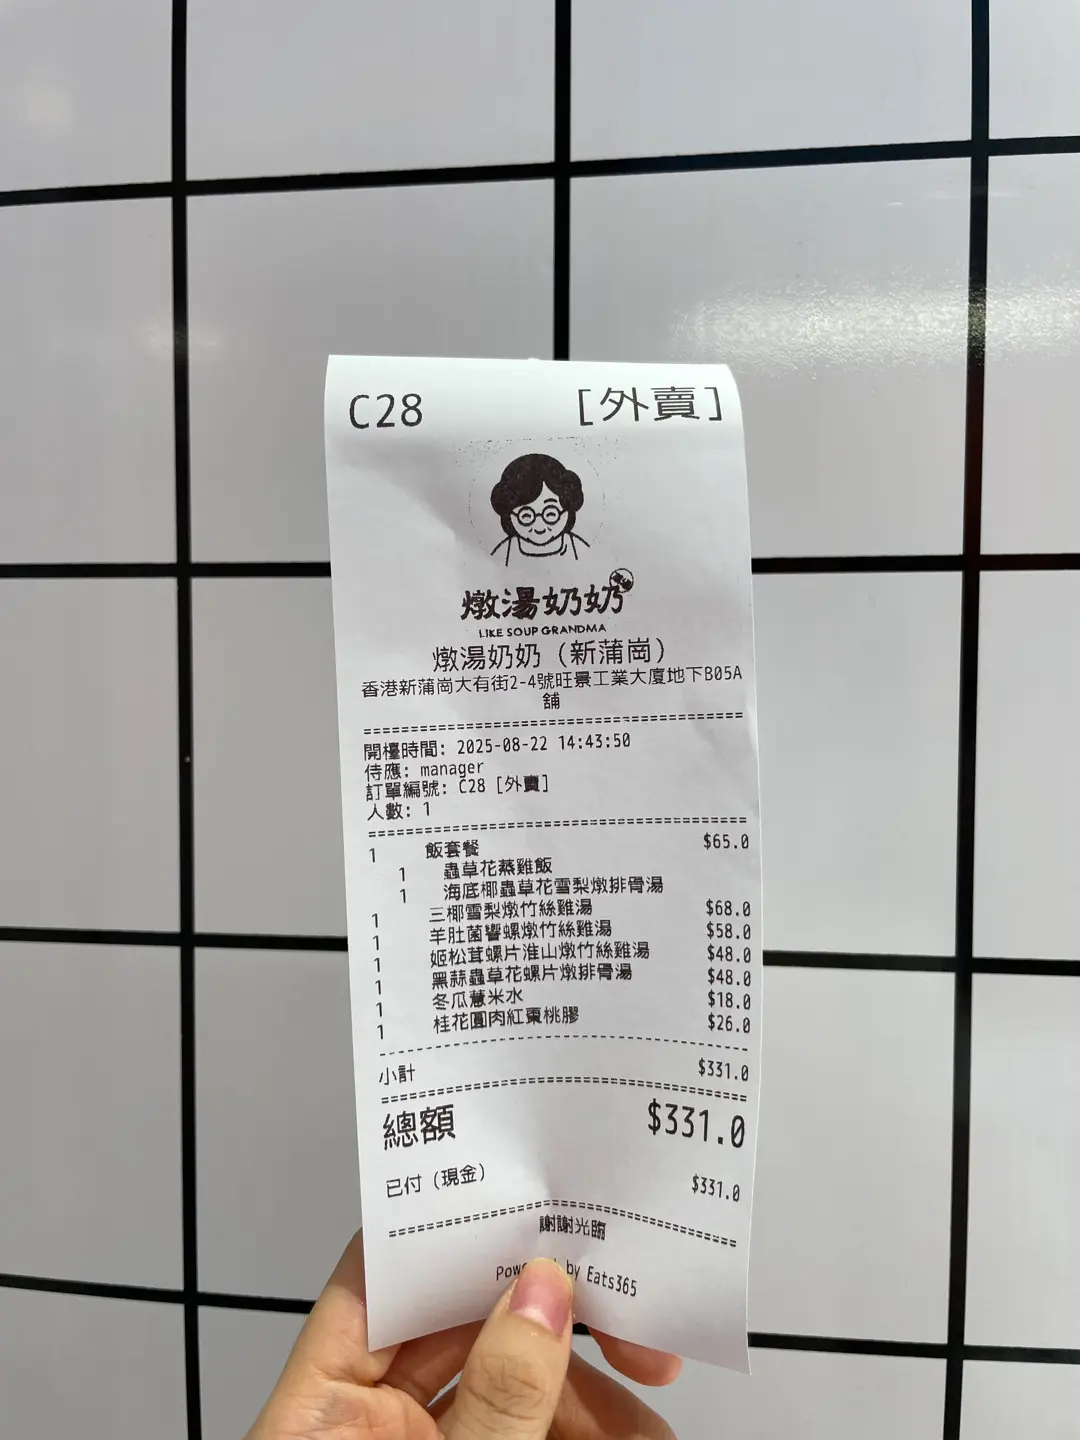 C28 [外賣]
燉湯奶奶
LIKE SOUP GRANDMA
燉湯奶奶 (新蒲崗)
香港新蒲崗大有街2-4號旺景工業大廈地下B05A
舖
開檯時間: 2025-08-22 14:43:50
侍應: manager
訂單編號: C28 [外賣]
人數: 1
1 飯套餐 $65.0
1 蟲草花蒸雞飯
1 海底椰蟲草花雪梨燉排骨湯
1 三椰雪梨燉竹絲雞湯 $68.0
1 羊肚菌響螺燉竹絲雞湯 $58.0
1 姬松茸螺片淮山燉竹絲雞湯 $48.0
1 黑蒜蟲草花螺片燉排骨湯 $48.0
1 冬瓜薏米水 $18.0
1 桂花圓肉紅棗桃膠 $26.0
小計 $331.0
總額 $331.0
已付 (現金) $331.0
謝謝光臨
by Eats365